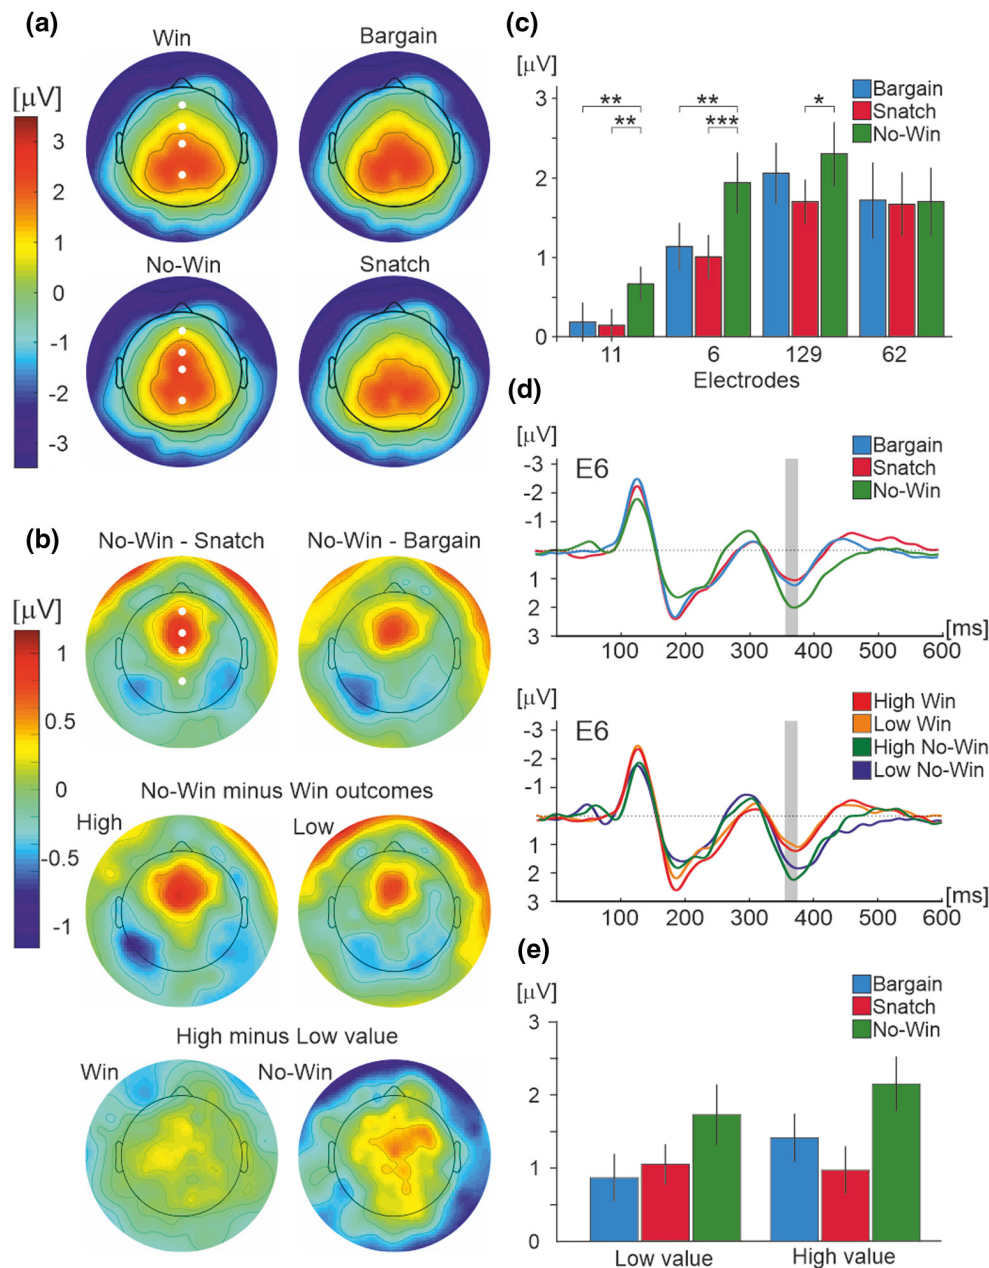 (a)
Win
Bargain
[µV]
3
2
1
0
-1
-2
-3
No-Win
Snatch
(b)
No-Win - Snatch
No-Win - Bargain
[µV]
1
0.5
0
-0.5
-1
No-Win minus Win outcomes
High
Low
High minus Low value
Win
No-Win
(c)
[µV]
Bargain
Snatch
No-Win
3
2
1
0
**
**
**
***
*
11
6
129
62
Electrodes
(d)
[µV]
Bargain
Snatch
No-Win
E6
-3
-2
-1
1
2
3
[ms]
100
200
300
400
500
600
[µV]
High Win
Low Win
High No-Win
Low No-Win
E6
-3
-2
-1
1
2
3
[ms]
100
200
300
400
500
600
(e)
[µV]
Bargain
Snatch
No-Win
3
2
1
0
Low value
High value